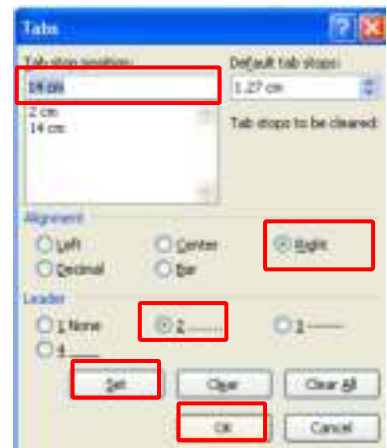 Tabs
Tab stop position: Default tab stops:
14 cm 1.27 cm
2 cm
14 cm
Tab stops to be cleared:
Alignment
Left Center Right
Decimal Bar
Leader
1 None 2 ....... 3 -------
4 ____
Set Clear Clear All
OK Cancel